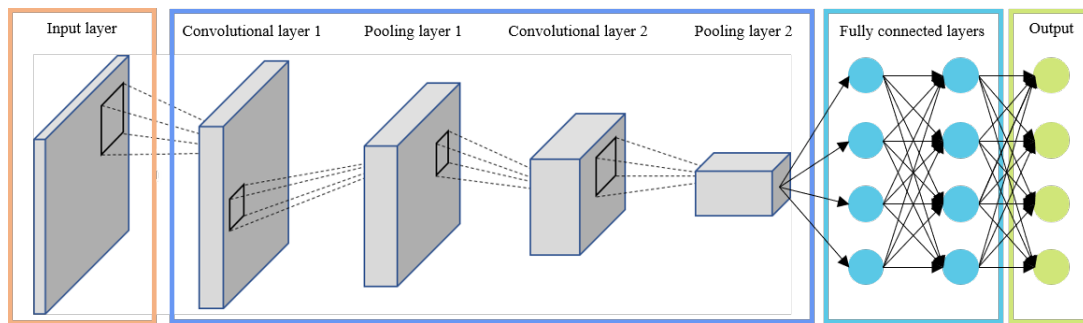 Input layer
Convolutional layer 1
Pooling layer 1
Convolutional layer 2
Pooling layer 2
Fully connected layers
Output